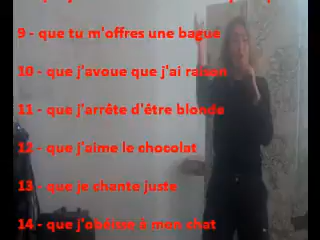 9 - que tu m'offres une bague
10 - que j'avoue que j'ai raison
11 - que j'arrête d'être blonde
12 - que j'aime le chocolat
13 - que je chante juste
14 - que j'obéisse à mon chat